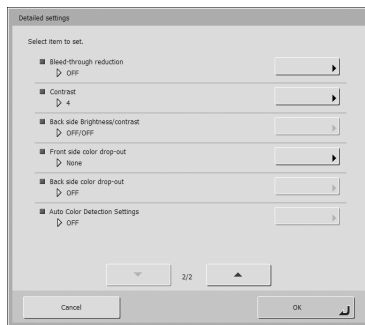 Detailed settings
Select item to set.
Bleed-through reduction
OFF
Contrast
4
Back side Brightness/contrast
OFF/OFF
Front side color drop-out
None
Back side color drop-out
OFF
Auto Color Detection Settings
OFF
2/2
Cancel
OK